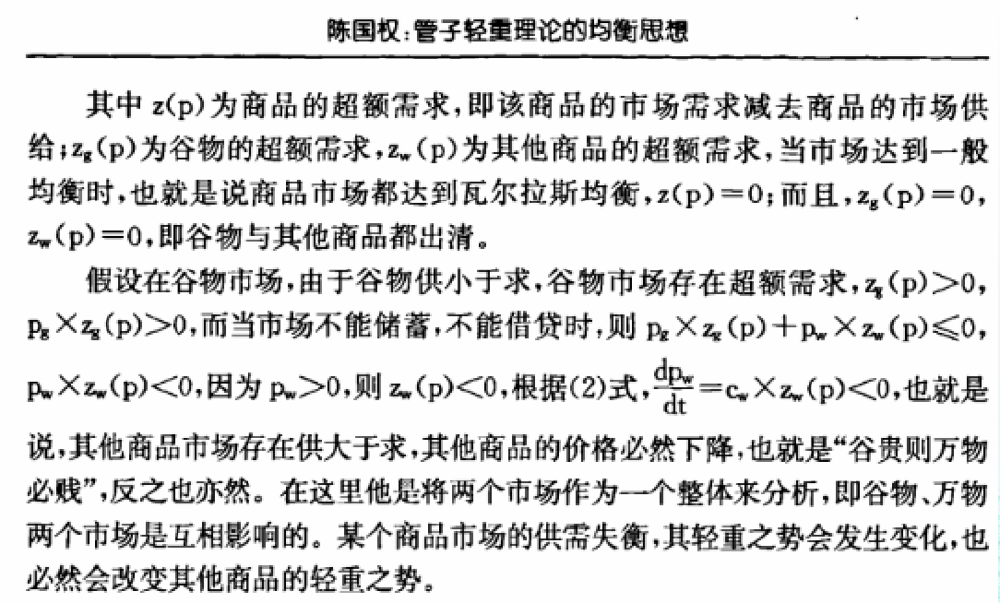 陈国权:管子轻重理论的均衡思想
其中 z(p)为商品的超额需求,即该商品的市场需求减去商品的市场供
给;z_g(p)为谷物的超额需求,z_w(p)为其他商品的超额需求,当市场达到一般
均衡时,也就是说商品市场都达到瓦尔拉斯均衡,z(p)=0;而且,z_g(p)=0,
z_w(p)=0,即谷物与其他商品都出清。
假设在谷物市场,由于谷物供小于求,谷物市场存在超额需求,z_g(p)>0,
p_g×z_g(p)>0,而当市场不能储蓄,不能借贷时,则 p_g×z_g(p)+p_w×z_w(p)≤0,
p_w×z_w(p)<0,因为 p_w>0,则 z_w(p)<0,根据(2)式,dp_w/dt=c_w×z_w(p)<0,也就是
说,其他商品市场存在供大于求,其他商品的价格必然下降,也就是“谷贵则万物
必贱”,反之也亦然。在这里他是将两个市场作为一个整体来分析,即谷物、万物
两个市场是互相影响的。某个商品市场的供需失衡,其轻重之势会发生变化,也
必然会改变其他商品的轻重之势。